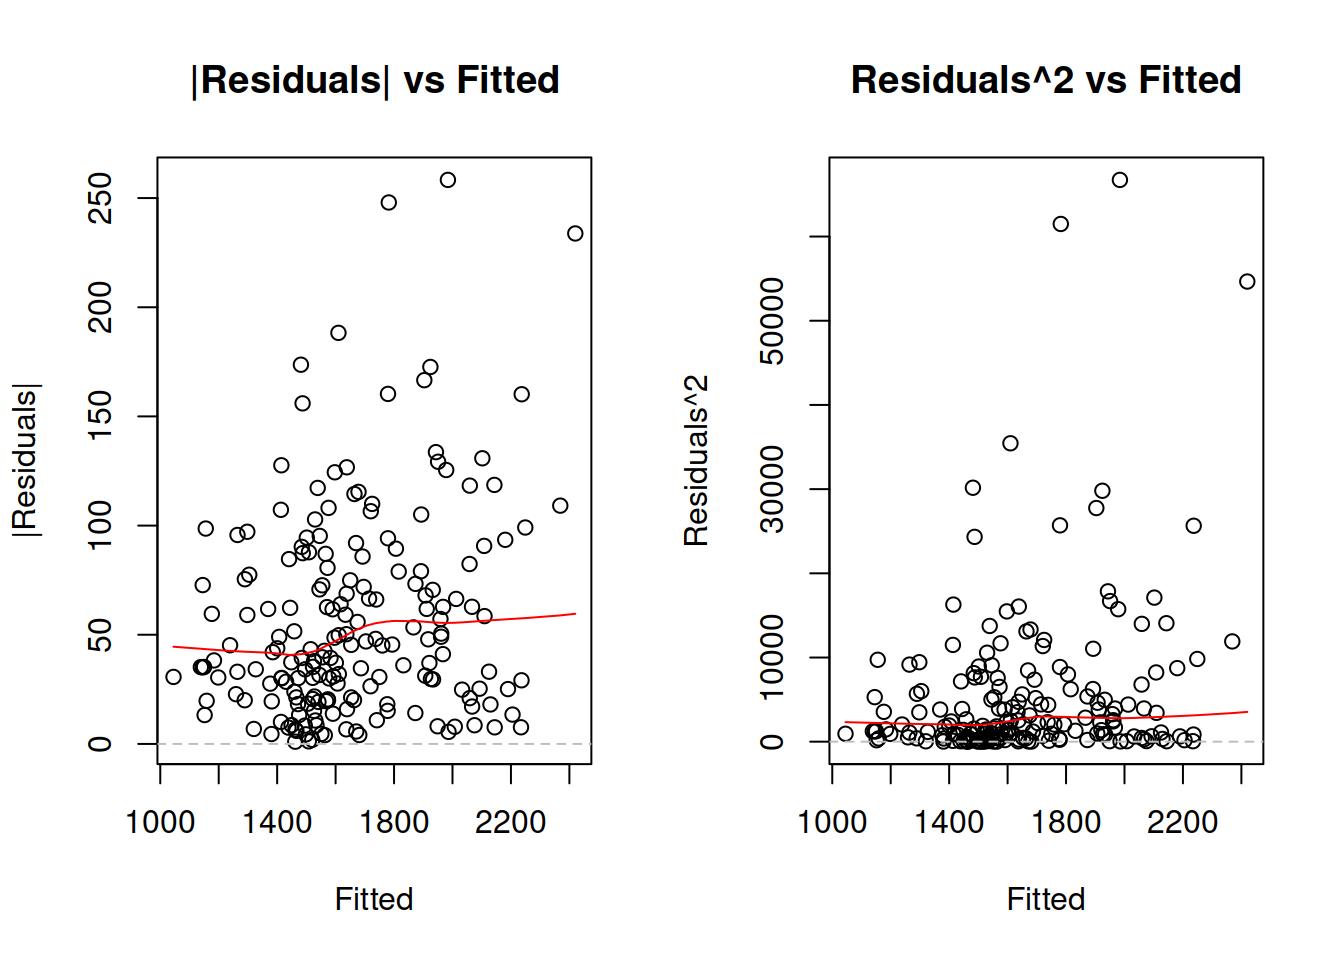 |Residuals| vs Fitted
|Residuals|
250
200
150
100
50
0
1000 1400 1800 2200
Fitted
Residuals^2 vs Fitted
Residuals^2
50000
30000
10000
0
1000 1400 1800 2200
Fitted